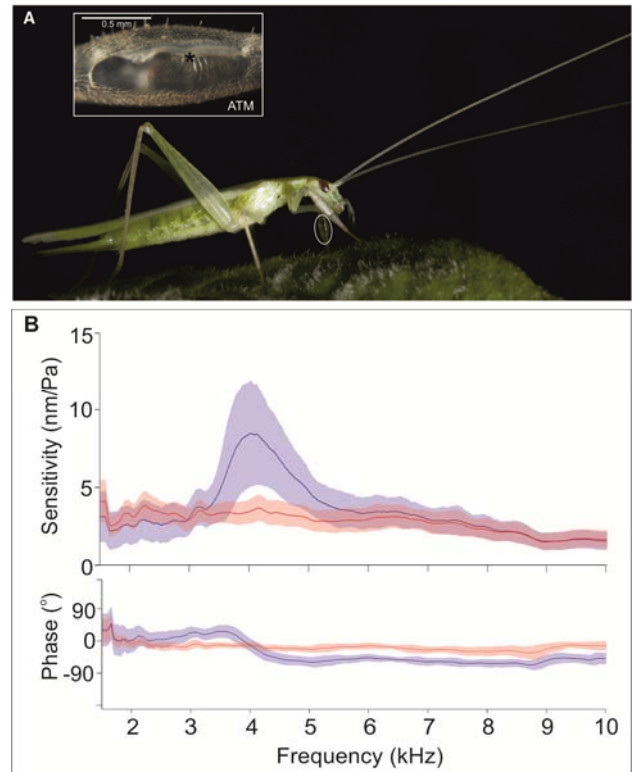 A
0.5 mm
*
ATM
B
15
10
5
0
Sensitivity (nm/Pa)
90
0
-90
Phase (°)
2 3 4 5 6 7 8 9 10
Frequency (kHz)